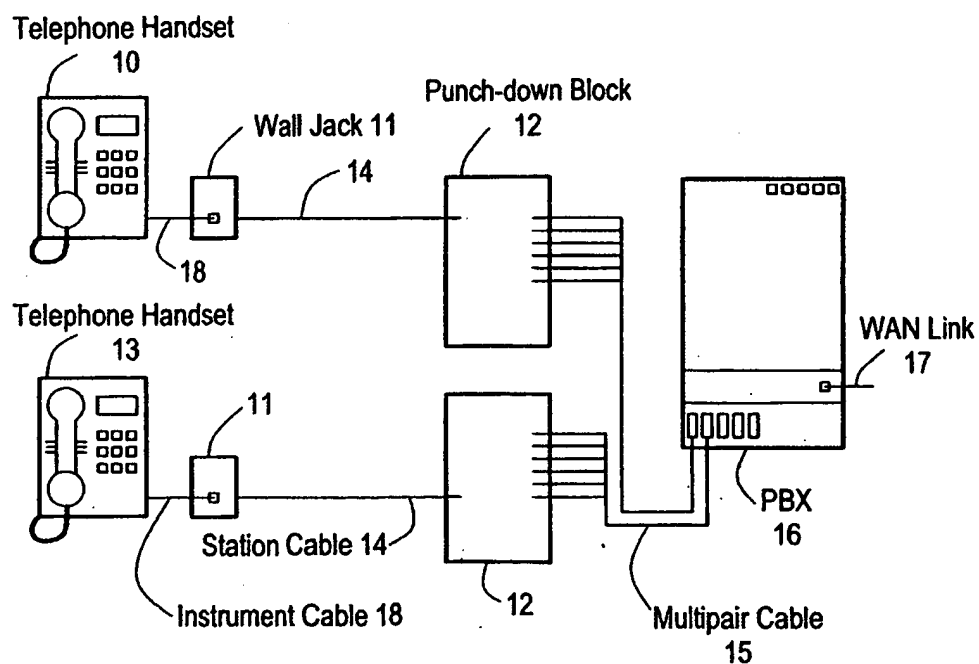 Telephone Handset
10
Wall Jack 11
14
Punch-down Block
12
18
Telephone Handset
13
11
WAN Link
17
Station Cable 14
PBX
16
12
Instrument Cable 18
Multipair Cable
15